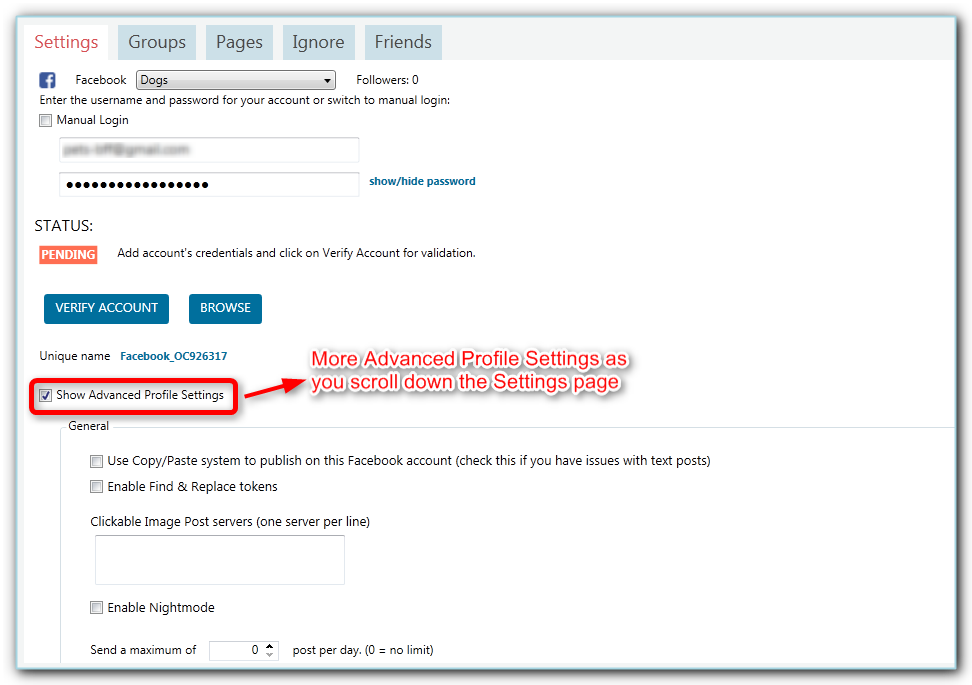 Settings Groups Pages Ignore Friends
Facebook Dogs Followers: 0
Enter the username and password for your account or switch to manual login:
Manual Login
show/hide password
STATUS:
PENDING Add account's credentials and click on Verify Account for validation.
VERIFY ACCOUNT BROWSE
Unique name Facebook_OC926317
More Advanced Profile Settings as
you scroll down the Settings page
Show Advanced Profile Settings
General
Use Copy/Paste system to publish on this Facebook account (check this if you have issues with text posts)
Enable Find & Replace tokens
Clickable Image Post servers (one server per line)
Enable Nightmode
Send a maximum of 0 post per day. (0 = no limit)